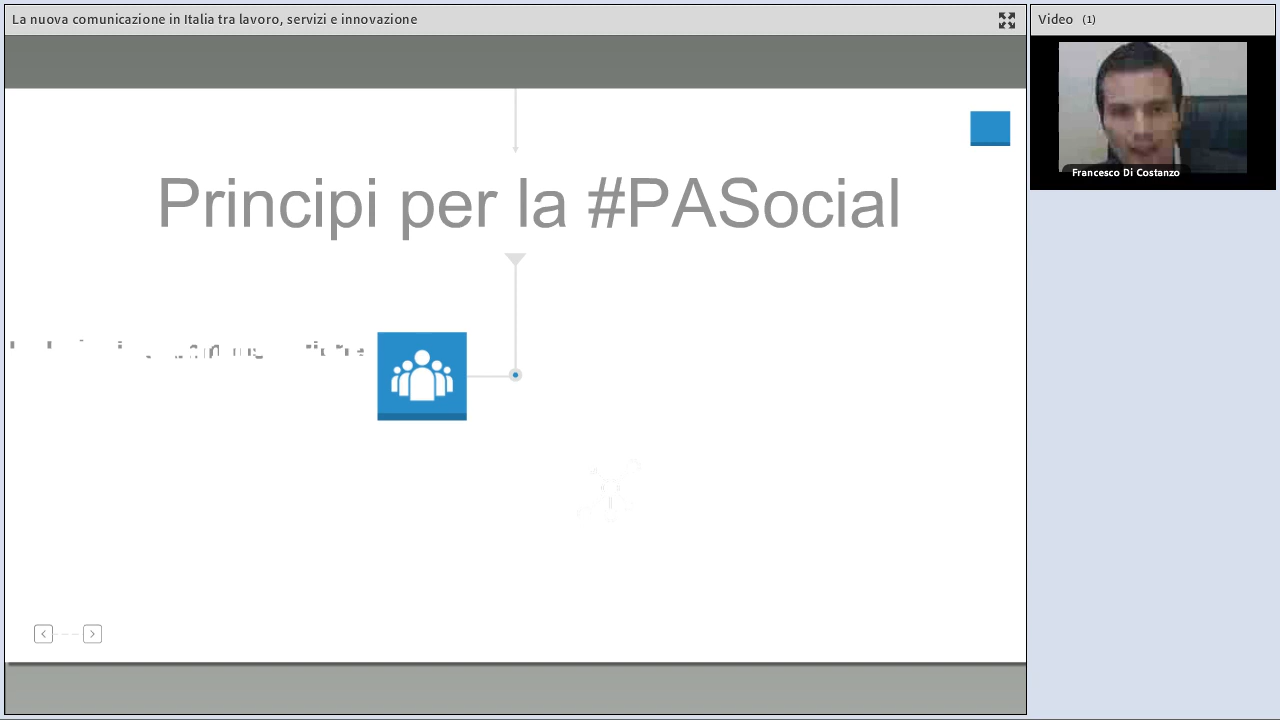 La nuova comunicazione in Italia tra lavoro, servizi e innovazione
Video (1)
Francesco Di Costanzo
Principi per la #PASocial